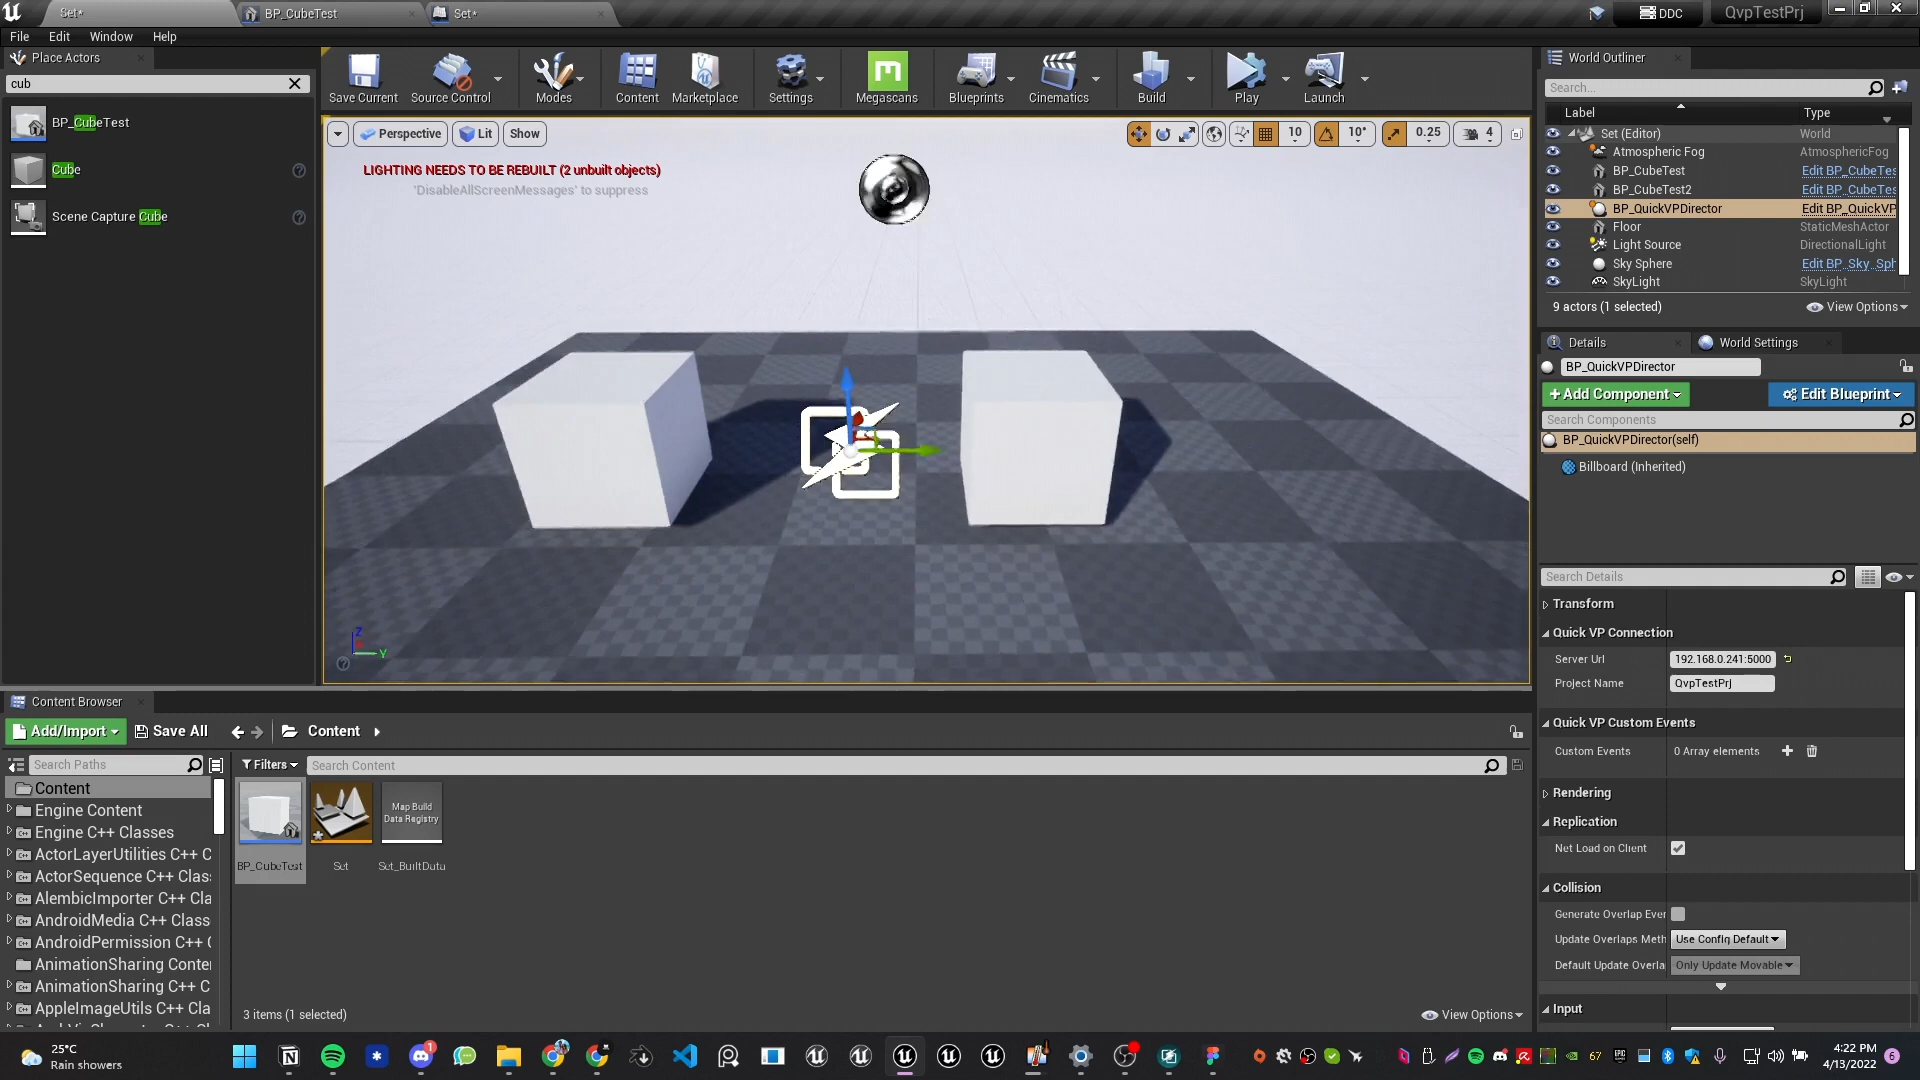 Set*
BP_CubeTest
Set*
DDC
QvpTestPrj
File
Edit
Window
Help
Place Actors
cub
BP_CubeTest
Cube
Scene Capture Cube
Save Current
Source Control
Modes
Content
Marketplace
Settings
Megascans
Blueprints
Cinematics
Build
Play
Launch
Perspective
Lit
Show
10
10°
0.25
4
LIGHTING NEEDS TO BE REBUILT (2 unbuilt objects)
'DisableAllScreenMessages' to suppress
Z
Y
World Outliner
Search...
Label
Type
Set (Editor)
World
Atmospheric Fog
AtmosphericFog
BP_CubeTest
Edit BP_CubeTes
BP_CubeTest2
Edit BP_CubeTes
BP_QuickVPDirector
Edit BP_QuickVP
Floor
StaticMeshActor
Light Source
DirectionalLight
Sky Sphere
Edit BP_Sky_Sph
SkyLight
SkyLight
9 actors (1 selected)
View Options
Details
World Settings
BP_QuickVPDirector
+Add Component
Edit Blueprint
Search Components
BP_QuickVPDirector(self)
Billboard (Inherited)
Search Details
Transform
Quick VP Connection
Server Url
192.168.0.241:5000
Project Name
QvpTestPrj
Quick VP Custom Events
Custom Events
0 Array elements
Rendering
Replication
Net Load on Client
Collision
Generate Overlap Ever
Update Overlaps Meth
Use Config Default
Default Update Overla
Only Update Movable
Input
Content Browser
Add/Import
Save All
Content
Search Paths
Filters
Search Content
Content
Engine Content
Engine C++ Classes
ActorLayerUtilities C++ C
ActorSequence C++ Class
AlembicImporter C++ Cla
AndroidMedia C++ Classe
AndroidPermission C++ C
AnimationSharing Conter
AnimationSharing C++ C
AppleImageUtils C++ Cla
BP_CubeTest
Map Build
Data Registry
Set
Set_BuiltData
3 items (1 selected)
View Options
25°C
Rain showers
1
67
4:22 PM
4/13/2022
6